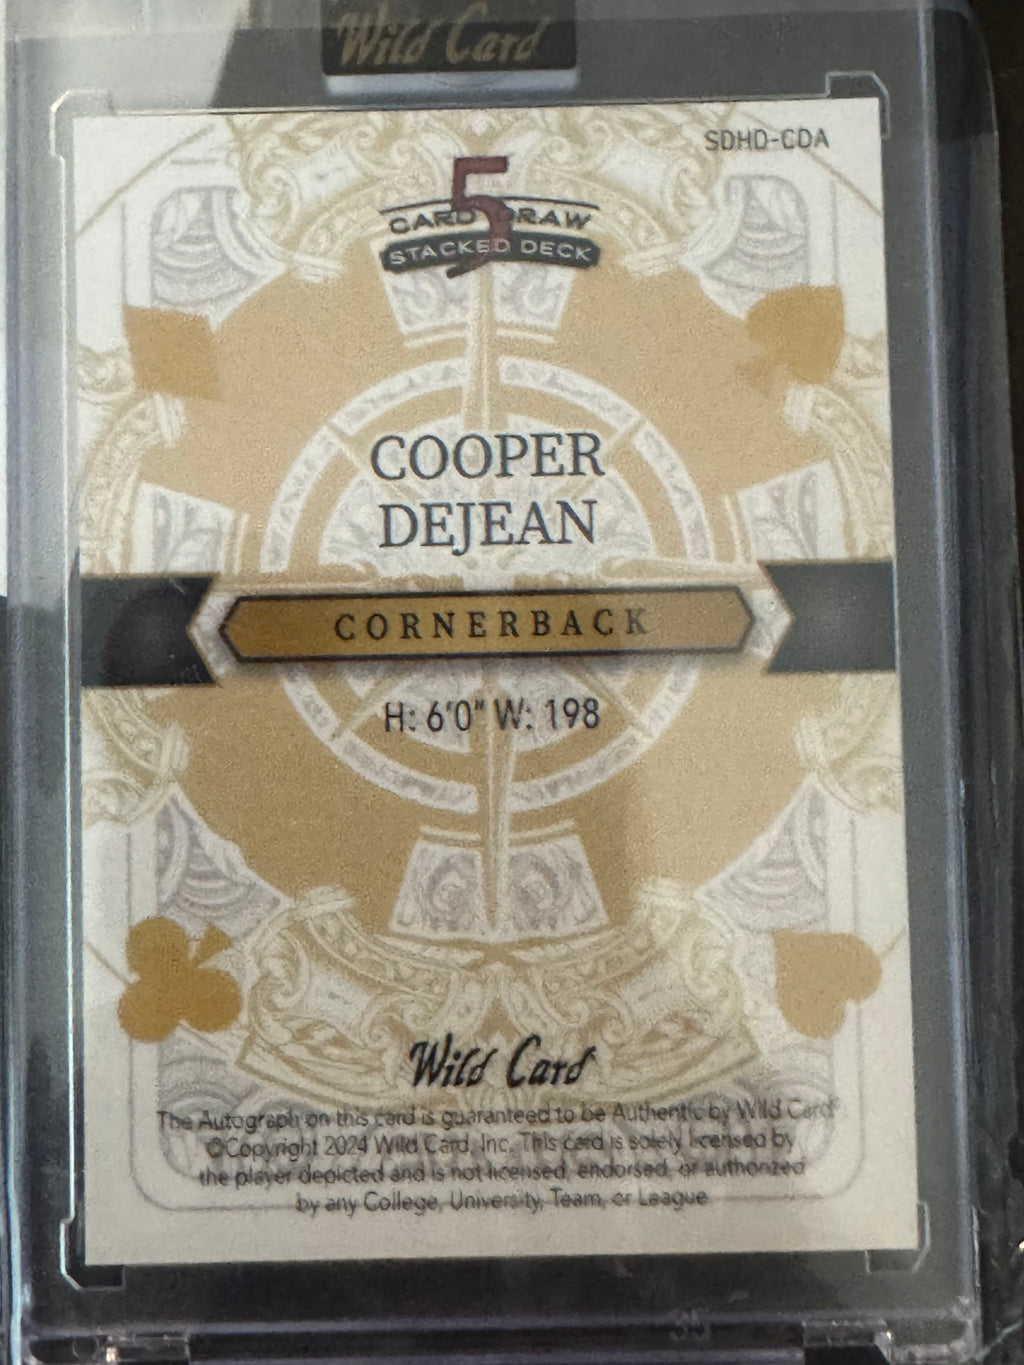 Wild Card
SDHD-CDA
5
CARD DRAW
STACKED DECK
COOPER
DEJEAN
CORNERBACK
H: 6'0" W: 198
Wild Card
The Autograph on this card is guaranteed to be Authentic by Wild Card
©Copyright 2024 Wild Card, Inc. This card is solely licensed by
the player depicted and is not licensed, endorsed, or authorized
by any College, University, Team, or League